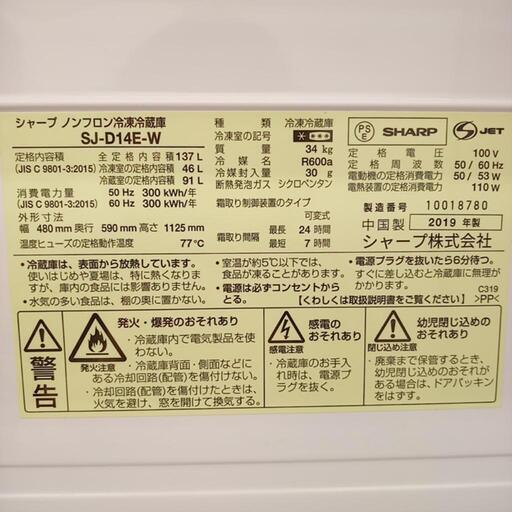 シャープ ノンフロン冷凍冷蔵庫
SJ-D14E-W
定格内容積 全定格内容積 137 L
(JIS C 9801-3:2015) 冷凍室の定格内容積 46 L
冷蔵室の定格内容積 91 L
消費電力量 50 Hz 300 kWh/年
(JIS C 9801-3:2015) 60 Hz 300 kWh/年
外形寸法
幅 480 mm 奥行 590 mm 高さ 1125 mm
温度ヒューズの定格動作温度 77℃
種類 冷凍冷蔵庫
冷凍室の記号
質量 34 kg
冷媒名 R600a
冷媒封入量 30 g
断熱発泡ガス シクロペンタン
霜取り制御装置のタイプ
可変式
霜取り間隔 最長 24 時間
最短 7 時間
PS
E
SHARP
S JET
定格電圧 100 V
定格周波数 50 / 60 Hz
電動機の定格消費電力 50 / 53 W
電熱装置の定格消費電力 110 W
製造番号 10018780
中国製 2019 年製
シャープ株式会社
・冷蔵庫は、表面から放熱しています。
使いはじめや夏場は、特に熱く感じますが、庫内の食品には影響ありません。
・水気の多い食品は、棚の奥に置かない。
温度が約5℃以下では、食品が凍ることがあります。
・電源は必ずコンセントからとる。
・電源プラグを抜いたら6分待つ。
すぐに差し込むと冷蔵庫に無理がかかります。
【くわしくは取扱説明書をご覧ください】
C319
>PP<
警告
発火・爆発のおそれあり
発火注意
・冷蔵庫内で電気製品を使わない。
・冷蔵庫背面・側面などにある冷却回路(配管)を傷付けない。
・冷却回路(配管)を傷付けたときは、火気を避け、窓を開けて換気する。
感電のおそれあり
感電注意
・冷蔵庫のお手入れ時は、電源プラグを抜く。
幼児閉じ込めのおそれあり
閉じ込め注意
・廃棄まで保管するとき、幼児閉じ込めのおそれがある場合は、ドアパッキンをはずす。